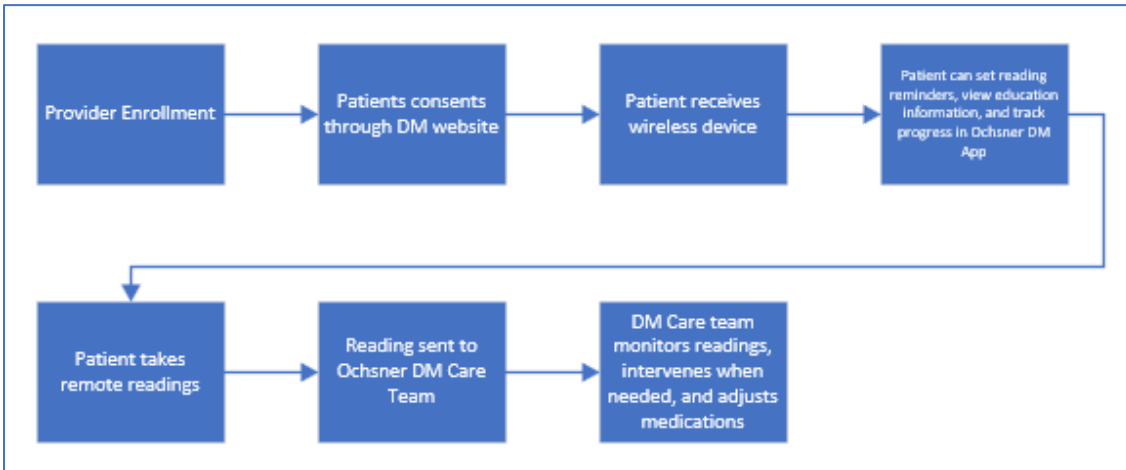 Provider Enrollment
Patients consents
through DM website
Patient receives
wireless device
Patient can set reading
reminders, view education
information, and track
progress in Ochsner DM
App
Patient takes
remote readings
Reading sent to
Ochsner DM Care
Team
DM Care team
monitors readings,
intervenes when
needed, and adjusts
medications